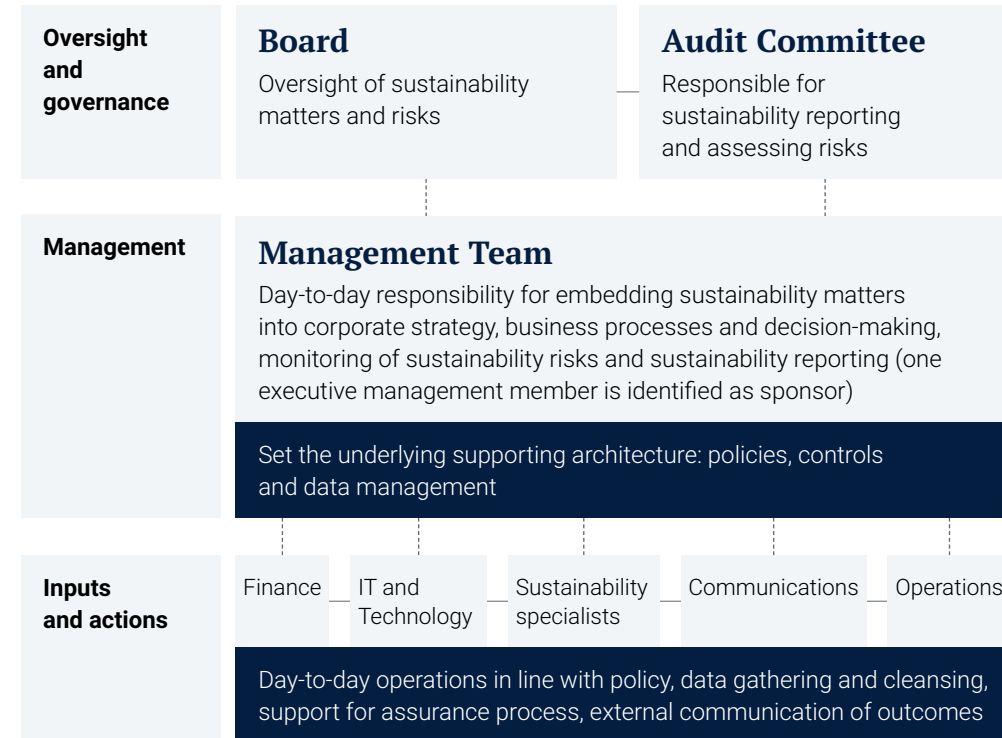 Oversight
and
governance
Board
Oversight of sustainability
matters and risks
Audit Committee
Responsible for
sustainability reporting
and assessing risks
Management
Management Team
Day-to-day responsibility for embedding sustainability matters
into corporate strategy, business processes and decision-making,
monitoring of sustainability risks and sustainability reporting (one
executive management member is identified as sponsor)
Set the underlying supporting architecture: policies, controls
and data management
Inputs
and actions
Finance
IT and
Technology
Sustainability
specialists
Communications
Operations
Day-to-day operations in line with policy, data gathering and cleansing,
support for assurance process, external communication of outcomes